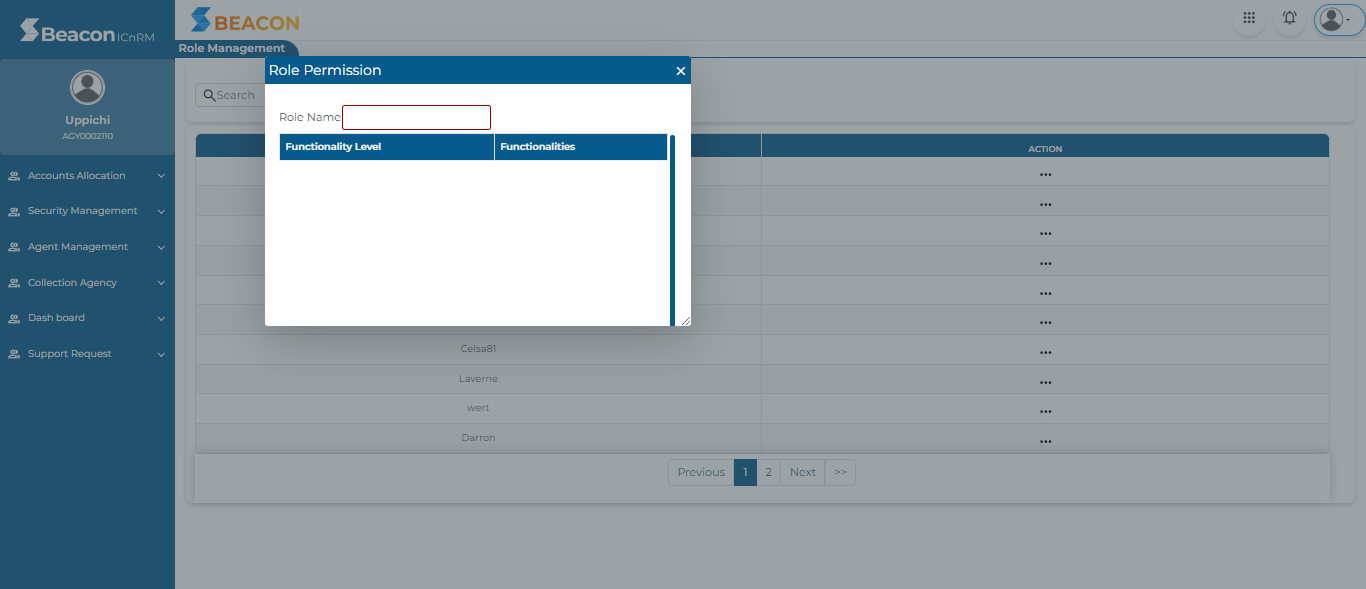 Beacon ICnRM
BEACON
Role Management
Role Permission
Search
Uppichi
AGY0002110
Role Name
Functionality Level
Functionalities
ACTION
Accounts Allocation
Security Management
Agent Management
Collection Agency
Dash board
Support Request
Celsa81
Laverne
wert
Darron
Previous 1 2 Next >>